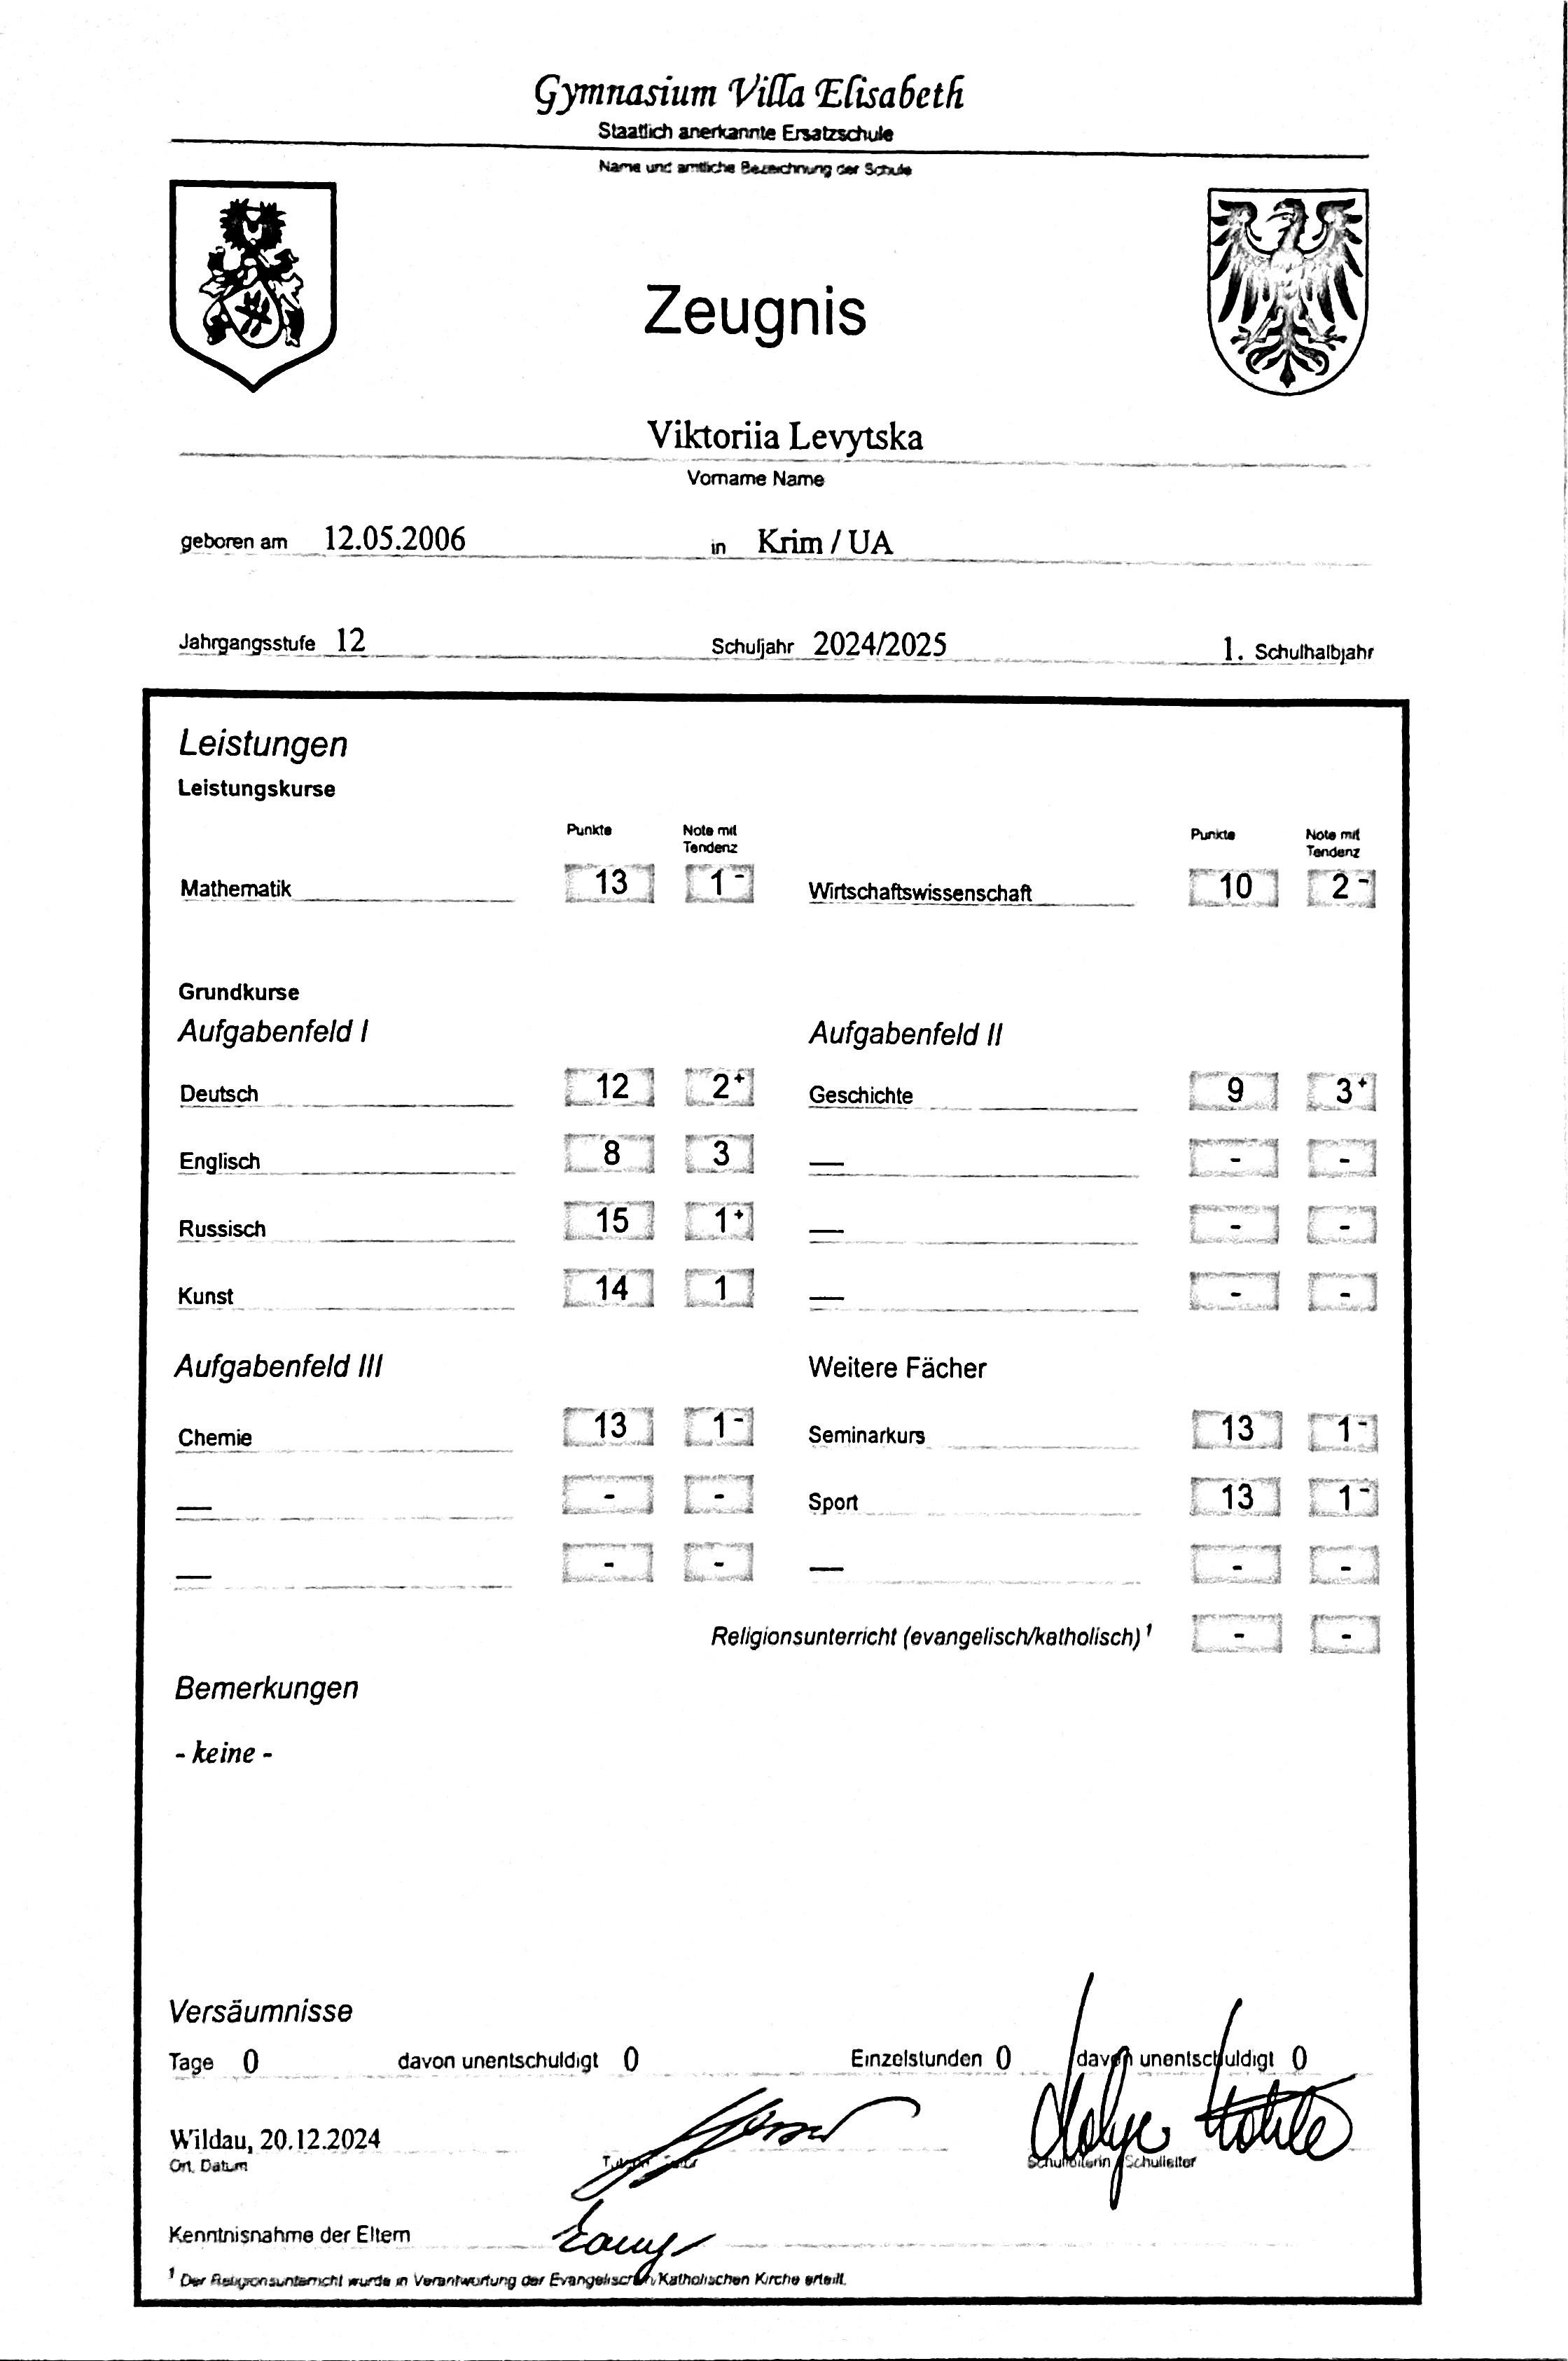 Gymnasium Villa Elisabeth
Staatlich anerkannte Ersatzschule
Name und amtliche Bezeichnung der Schule
Zeugnis
Viktoriia Levytska
Vorname Name
geboren am 12.05.2006 in Krim / UA
Jahrgangsstufe 12 Schuljahr 2024/2025 1. Schulhalbjahr
Leistungen
Leistungskurse
Punkte Note mit Tendenz Punkte Note mit Tendenz
Mathematik 13 1- Wirtschaftswissenschaft 10 2-
Grundkurse
Aufgabenfeld I Aufgabenfeld II
Deutsch 12 2+ Geschichte 9 3+
Englisch 8 3 — - -
Russisch 15 1+ — - -
Kunst 14 1 — - -
Aufgabenfeld III Weitere Fächer
Chemie 13 1- Seminarkurs 13 1-
— - - Sport 13 1-
— - - — - -
Religionsunterricht (evangelisch/katholisch) 1 - -
Bemerkungen
- keine -
Versäumnisse
Tage 0 davon unentschuldigt 0 Einzelstunden 0 davon unentschuldigt 0
Wildau, 20.12.2024
Ort, Datum Schulleiterin / Schulleiter
Kenntnisnahme der Eltern
1 Der Religionsunterricht wurde in Verantwortung der Evangelischen/Katholischen Kirche erteilt.